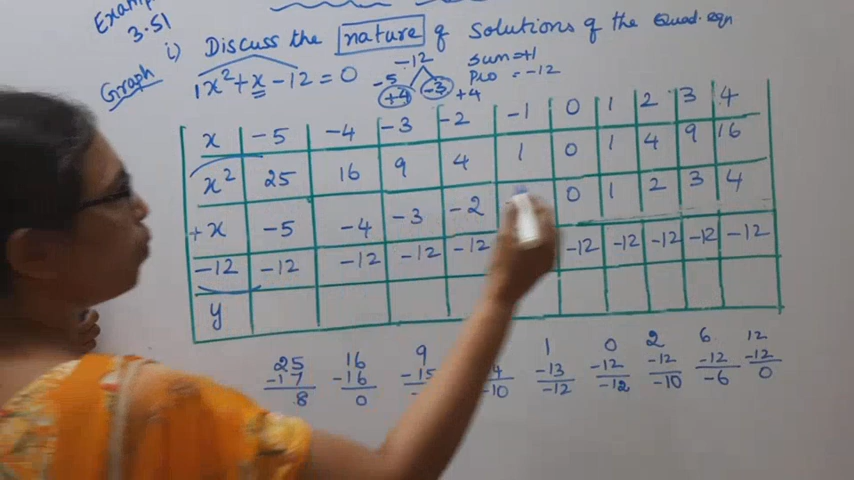 Example
3.51
i) Discuss the nature of solutions of the Quad. eqn
Graph
1x² + x - 12 = 0
-12
-5
+4 -3 +4
Sum = +1
Pro = -12
x -5 -4 -3 -2 -1 0 1 2 3 4
x² 25 16 9 4 1 0 1 4 9 16
+x -5 -4 -3 -2 0 1 2 3 4
-12 -12 -12 -12 -12 -12 -12 -12 -12 -12
y
25 16 9 4 1 0 2 6 12
-17 -16 -15 -13 -12 -12 -12 -12
8 0 -10 -12 -12 -10 -6 0